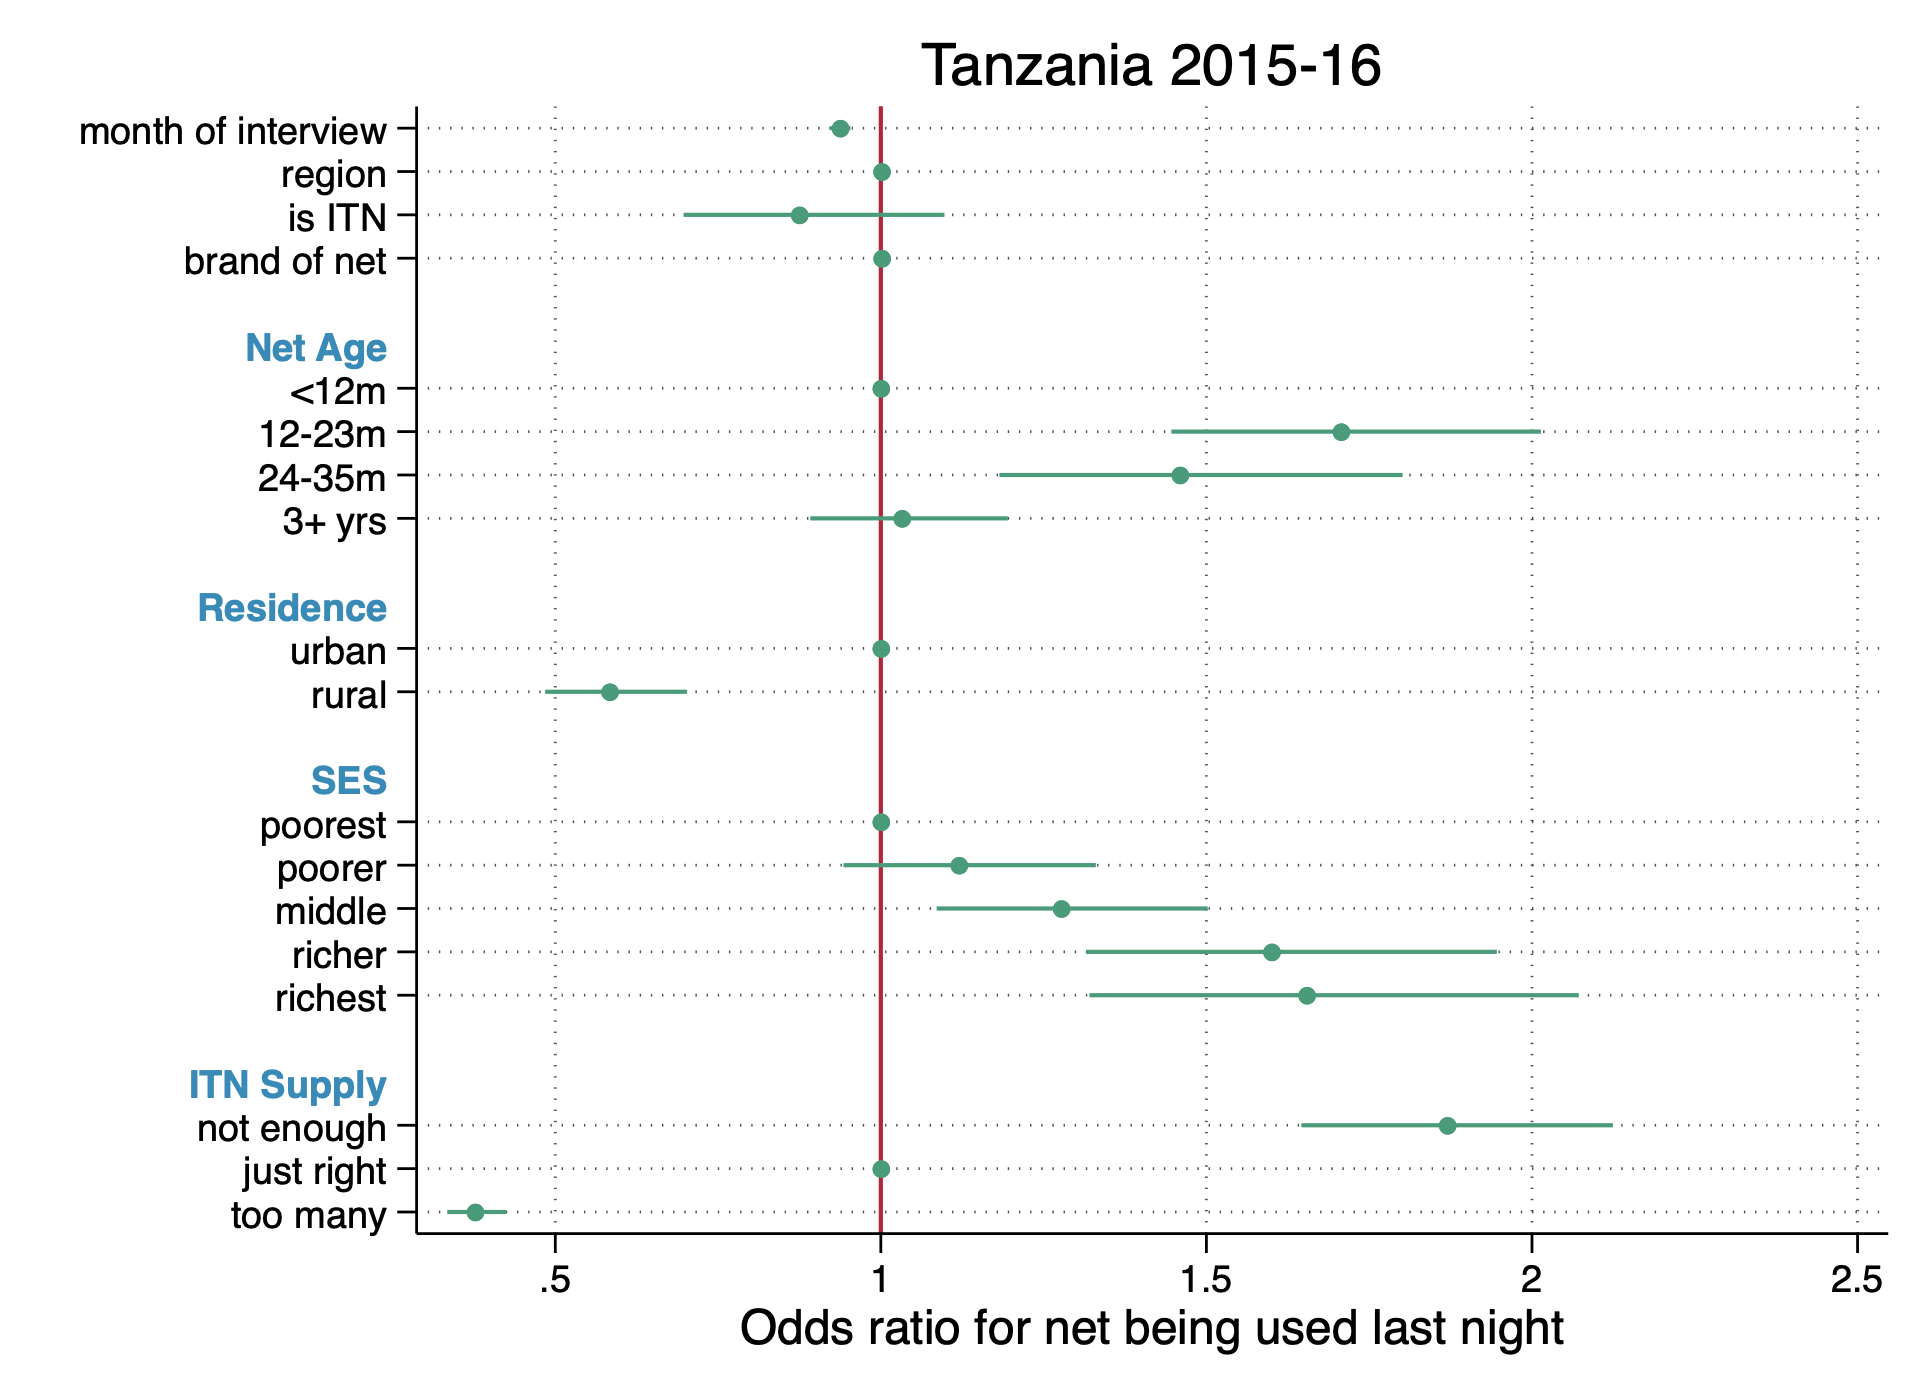 Tanzania 2015-16
month of interview
region
is ITN
brand of net
Net Age
<12m
12-23m
24-35m
3+ yrs
Residence
urban
rural
SES
poorest
poorer
middle
richer
richest
ITN Supply
not enough
just right
too many
.5 1 1.5 2 2.5
Odds ratio for net being used last night